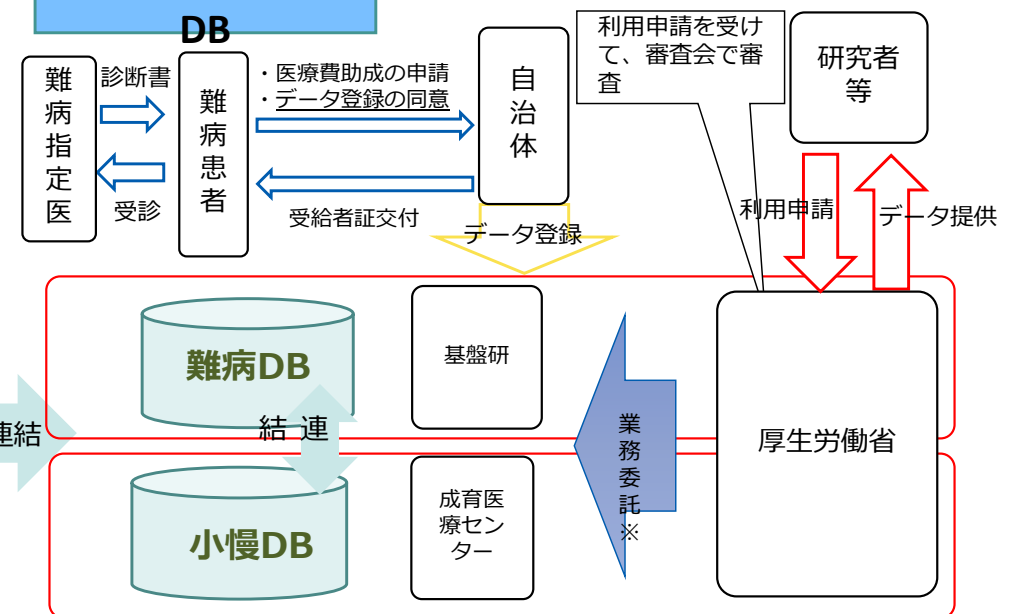 DB
難病指定医
診断書
受診
難病患者
・医療費助成の申請
・データ登録の同意
受給者証交付
自治体
データ登録
利用申請を受け
て、審査会で審
査
研究者
等
利用申請
データ提供
難病DB
基盤研
連結
結 連
業務委託※
厚生労働省
小慢DB
成育医
療セン
ター